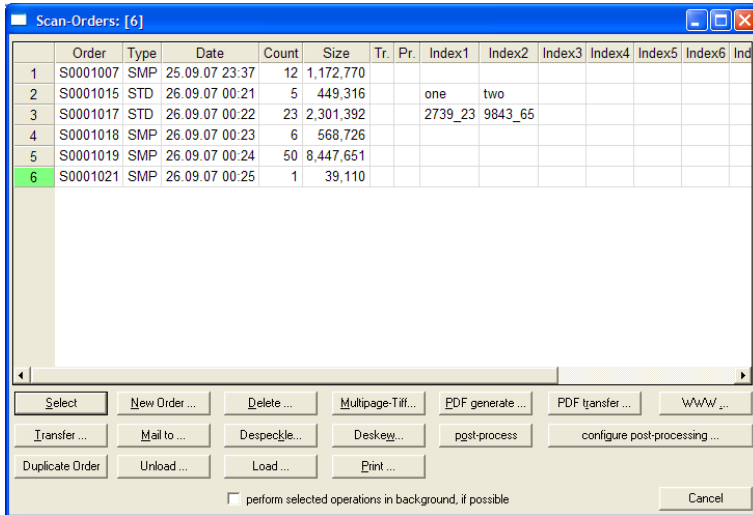 Scan-Orders: [6]
Order Type Date Count Size Tr. Pr. Index1 Index2 Index3 Index4 Index5 Index6 Ind
1 S0001007 SMP 25.09.07 23:37 12 1,172,770
2 S0001015 STD 26.09.07 00:21 5 449,316 one two
3 S0001017 STD 26.09.07 00:22 23 2,301,392 2739_23 9843_65
4 S0001018 SMP 26.09.07 00:23 6 568,726
5 S0001019 SMP 26.09.07 00:24 50 8,447,651
6 S0001021 SMP 26.09.07 00:25 1 39,110
Select New Order ... Delete ... Multipage-Tiff... PDF generate ... PDF transfer ... WWW ...
Transfer ... Mail to ... Despeckle... Deskew... post-process configure post-processing ...
Duplicate Order Unload ... Load ... Print ...
perform selected operations in background, if possible Cancel